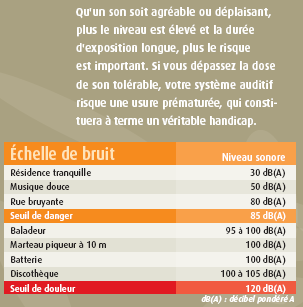 Qu'un son soit agréable ou déplaisant,
plus le niveau est élevé et la durée
d'exposition longue, plus le risque
est important. Si vous dépassez la dose
de son tolérable, votre système auditif
risque une usure prématurée, qui consti-
tuera à terme un véritable handicap.
Échelle de bruit Niveau sonore
Résidence tranquille 30 dB(A)
Musique douce 50 dB(A)
Rue bruyante 80 dB(A)
Seuil de danger 85 dB(A)
Baladeur 95 à 100 dB(A)
Marteau piqueur à 10 m 100 dB(A)
Batterie 100 dB(A)
Discothèque 100 à 105 dB(A)
Seuil de douleur 120 dB(A)
dB(A) : décibel pondéré A